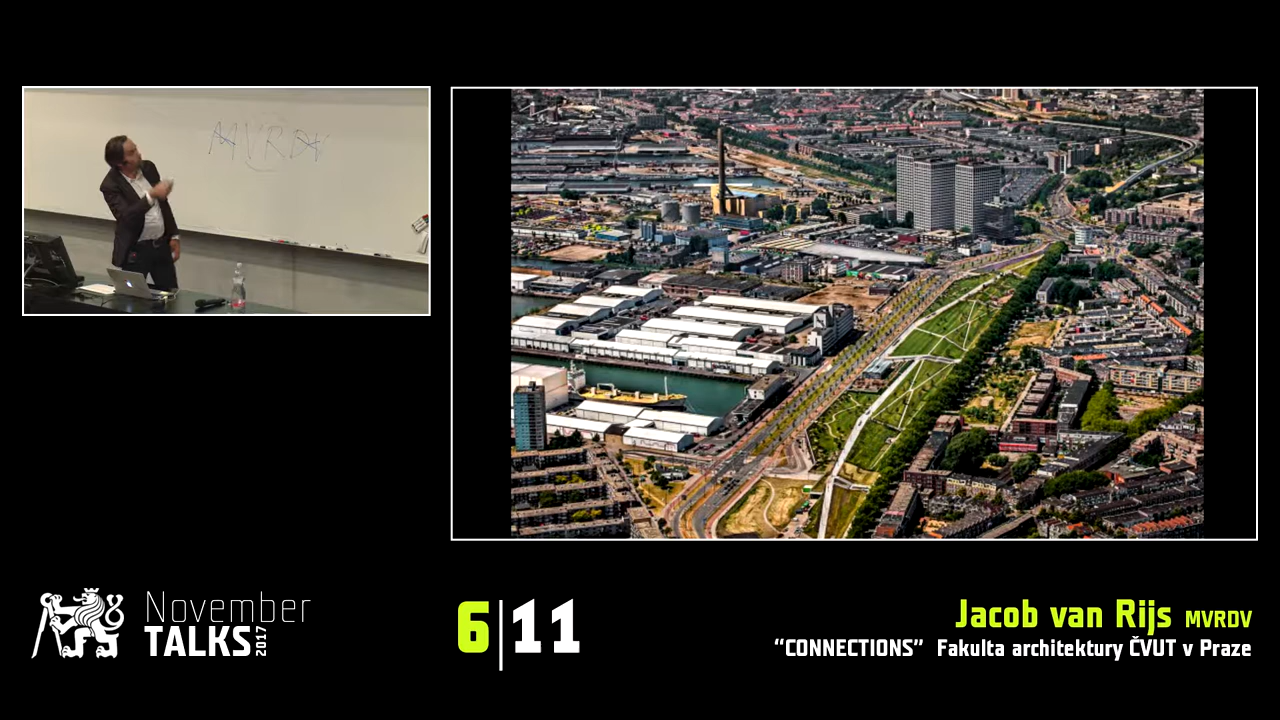 MVRDV
November
TALKS 2017
6|11
Jacob van Rijs MVRDV
“CONNECTIONS” Fakulta architektury ČVUT v Praze